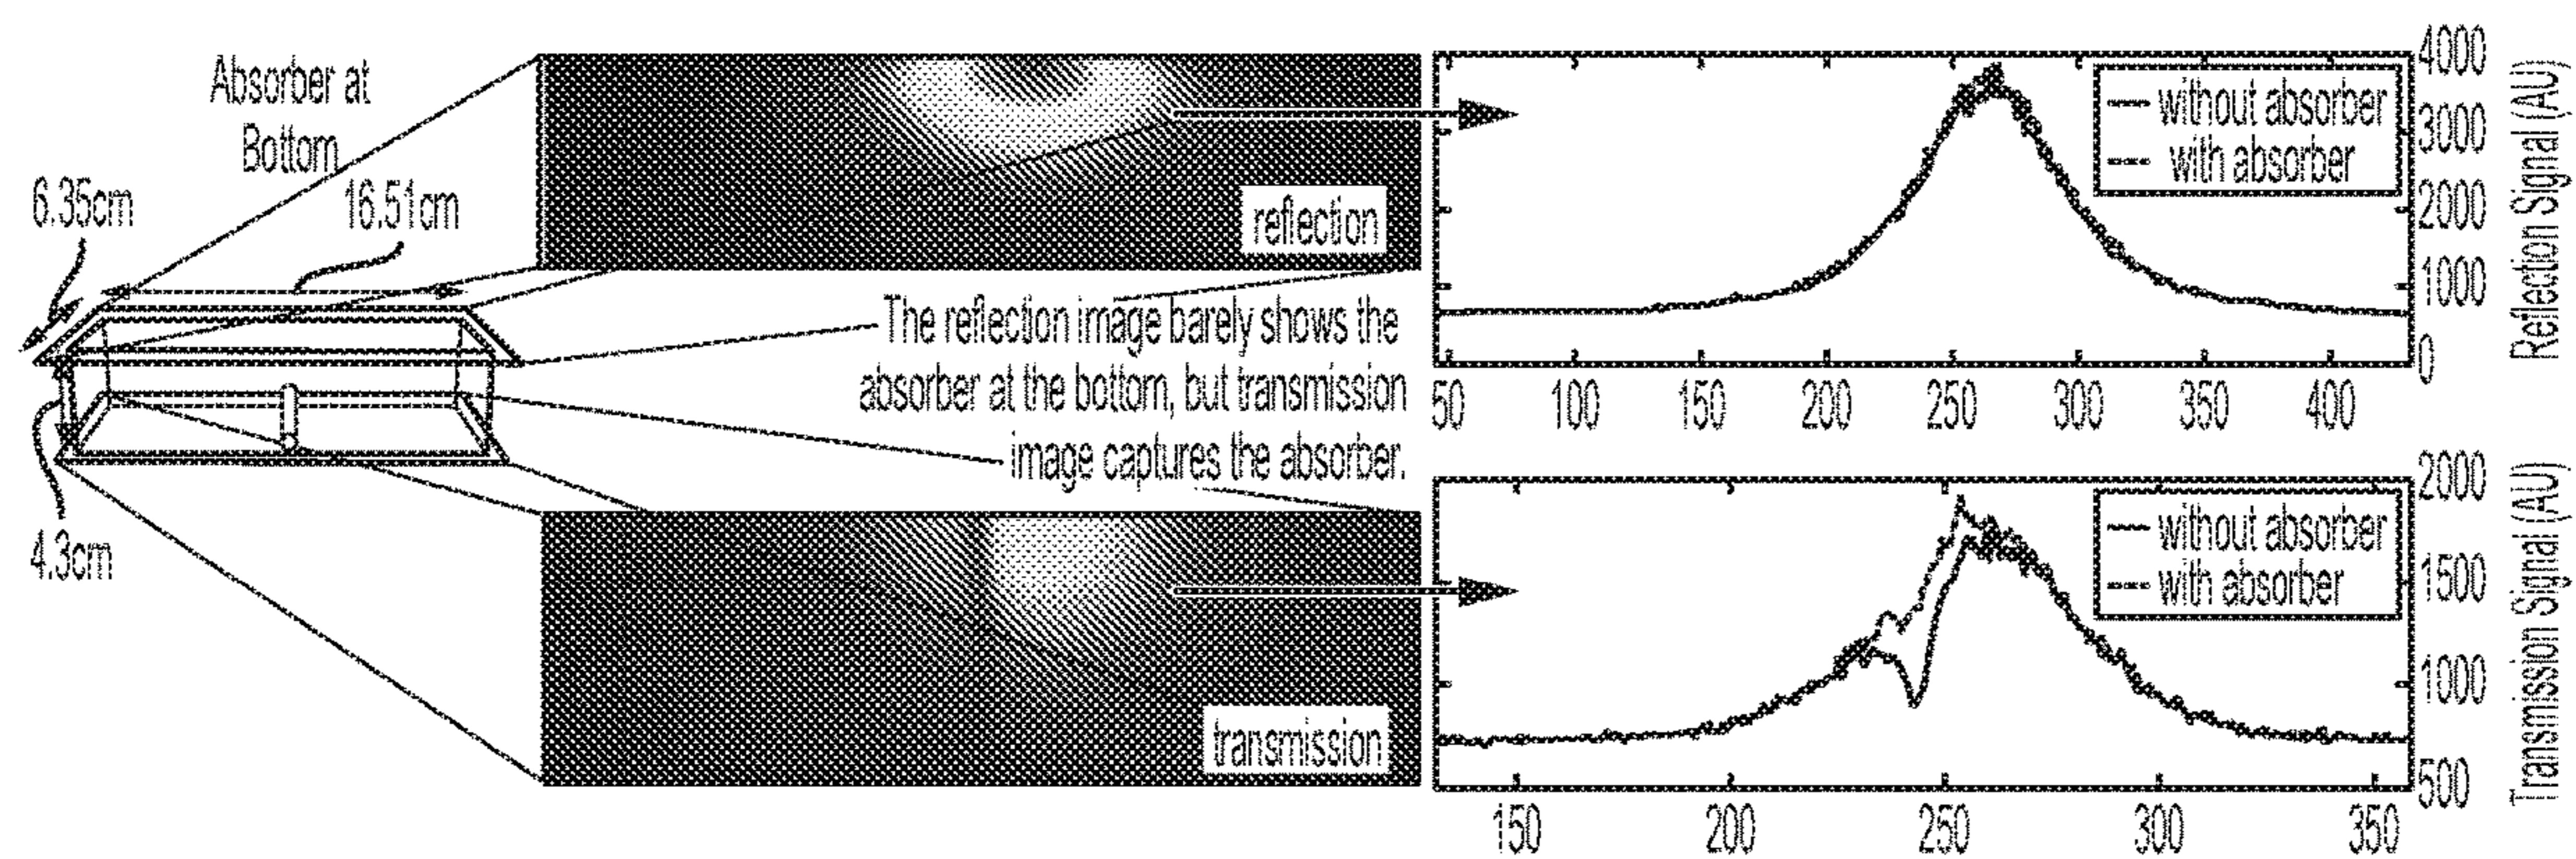 Absorber at
Bottom
6.35cm
16.51cm
4.3cm
reflection
The reflection image barely shows the
absorber at the bottom, but transmission
image captures the absorber.
transmission
without absorber
with absorber
4000
3000
2000
1000
0
Reflection Signal (AU)
50 100 150 200 250 300 350 400
without absorber
with absorber
2000
1500
1000
500
Transmission Signal (AU)
150 200 250 300 350